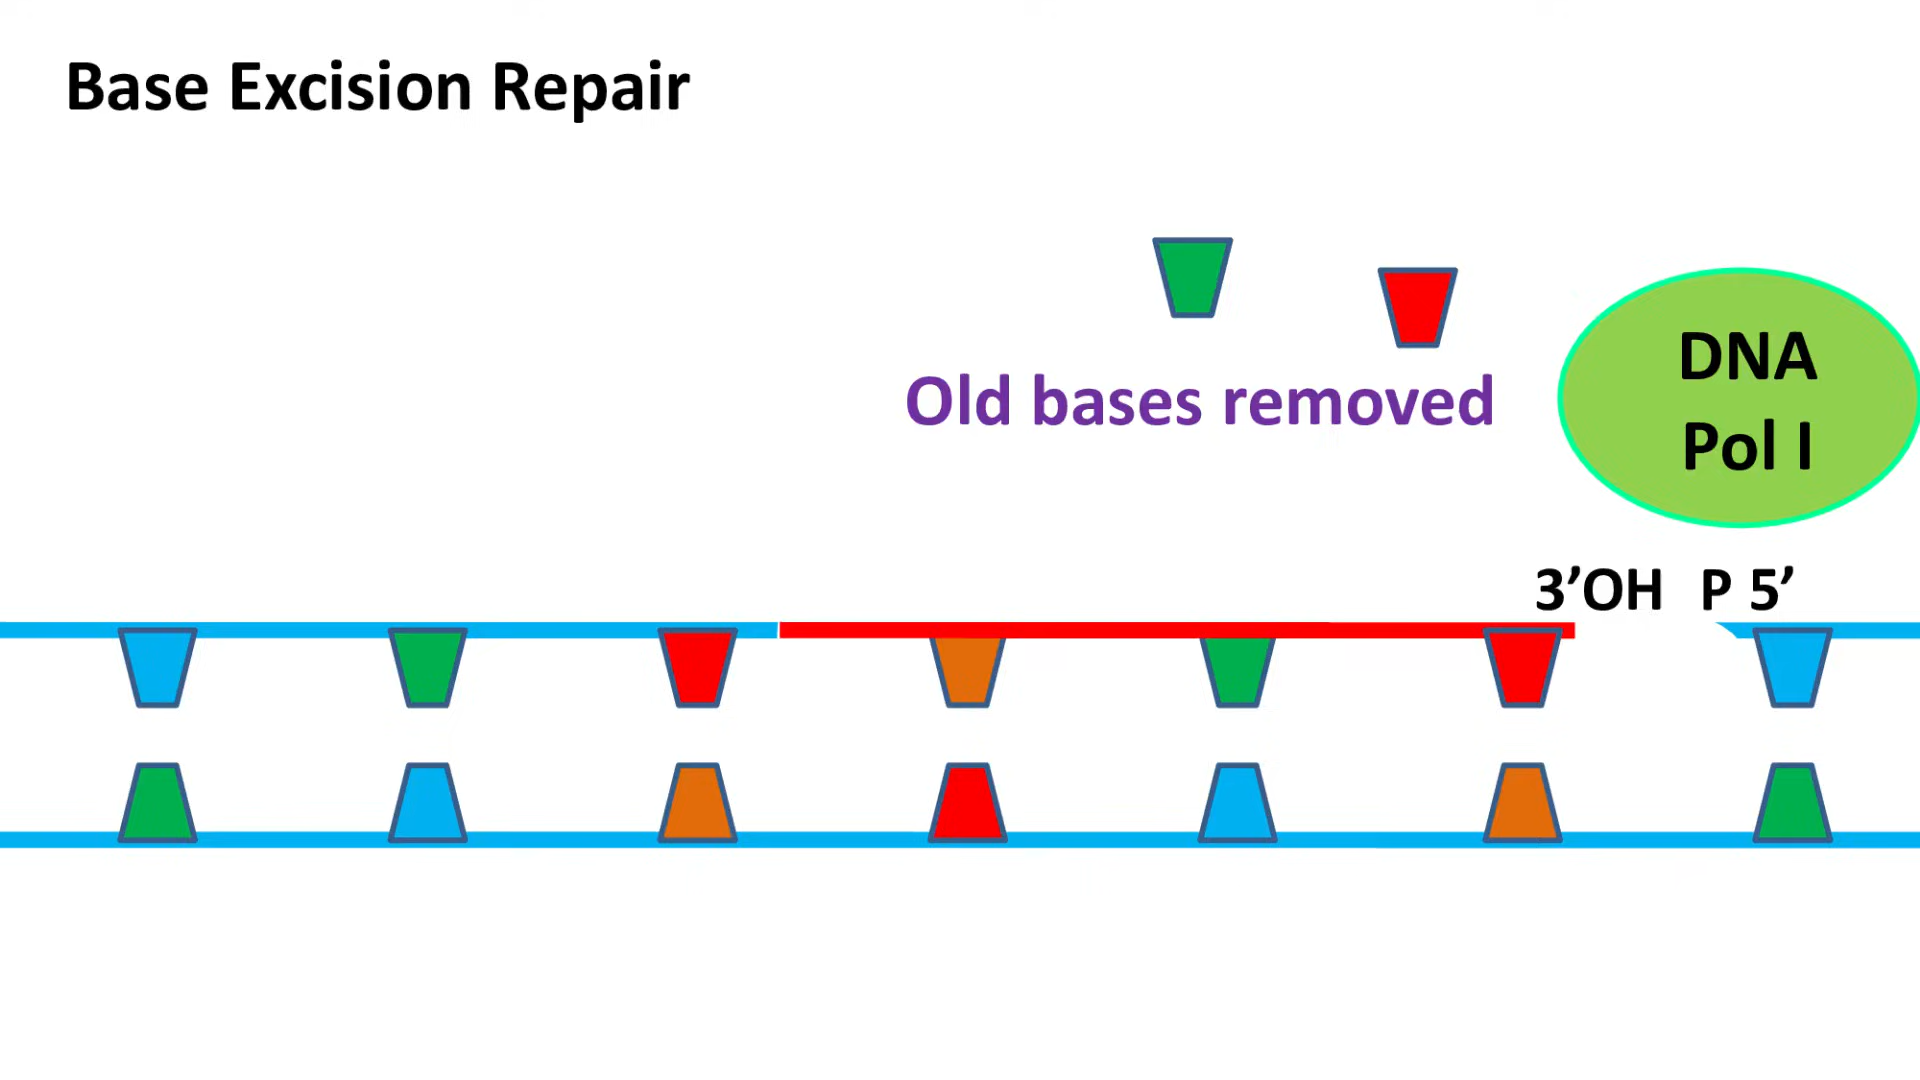 Base Excision Repair
Old bases removed
DNA
Pol I
3’OH P 5’